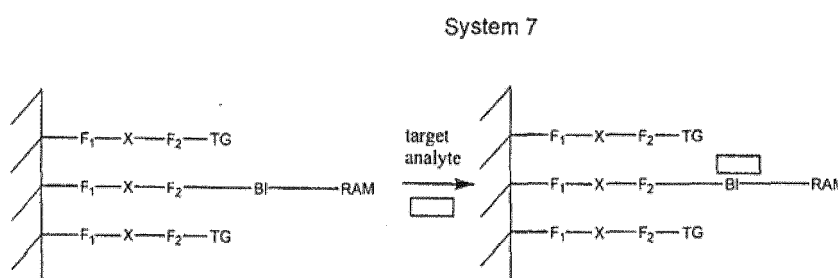 System 7
F₁—X—F₂—TG
F₁—X—F₂—BI—RAM
F₁—X—F₂—TG
target
analyte
F₁—X—F₂—TG
F₁—X—F₂—BI—RAM
F₁—X—F₂—TG